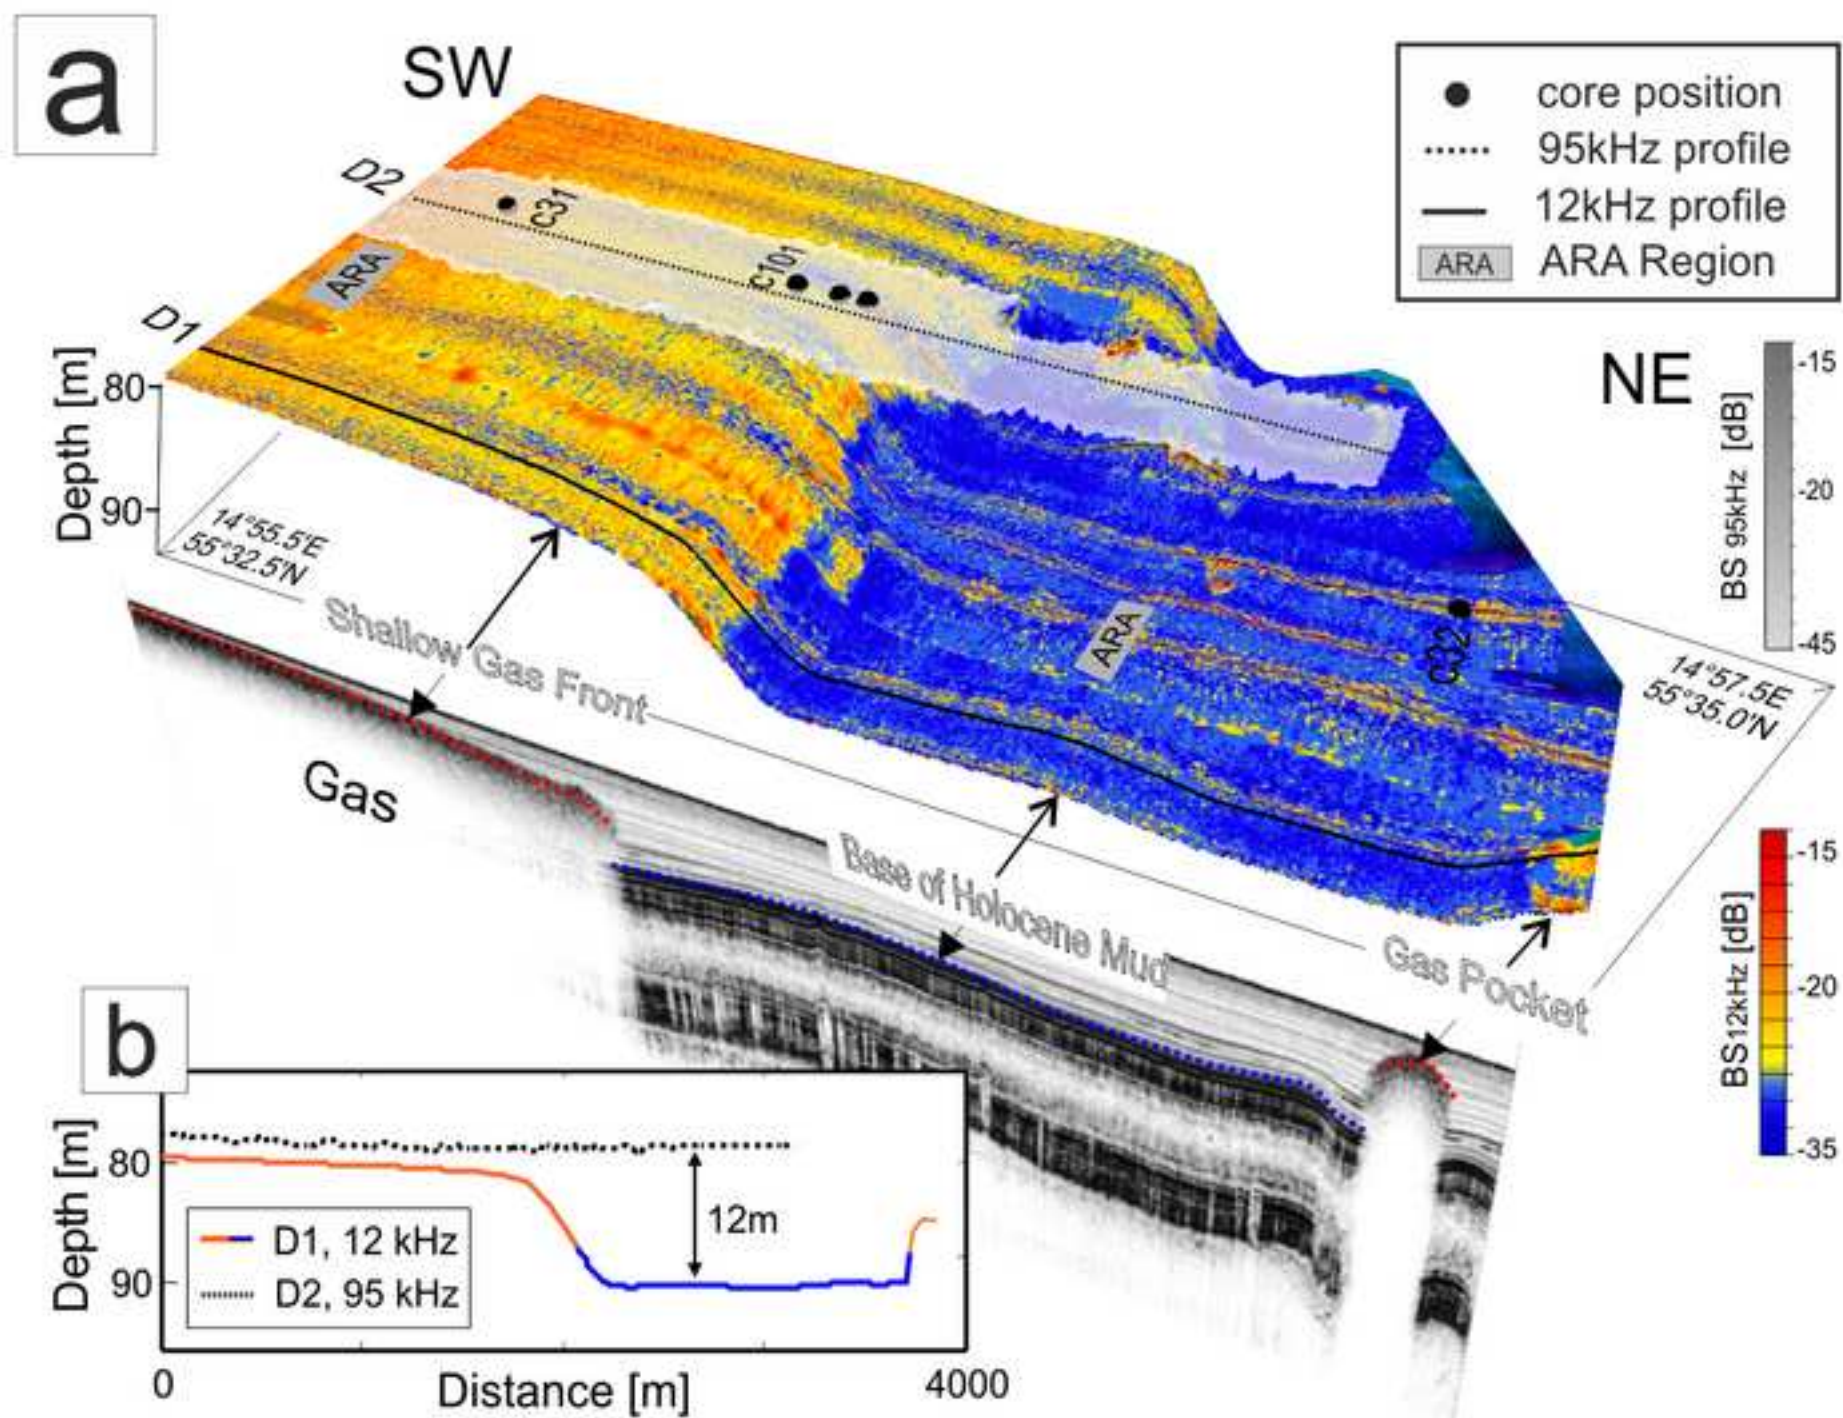 a
SW
NE
D2
D1
C31
C101
C32
ARA
ARA
core position
95kHz profile
12kHz profile
ARA ARA Region
Depth [m]
80
90
14°55.5'E
55°32.5'N
14°57.5E
55°35.0'N
Shallow Gas Front
Gas
Base of Holocene Mud
Gas Pocket
BS 95kHz [dB]
-15
-20
-45
BS12kHz [dB]
-15
-20
-35
b
Depth [m]
80
90
12m
D1, 12 kHz
D2, 95 kHz
0
Distance [m]
4000